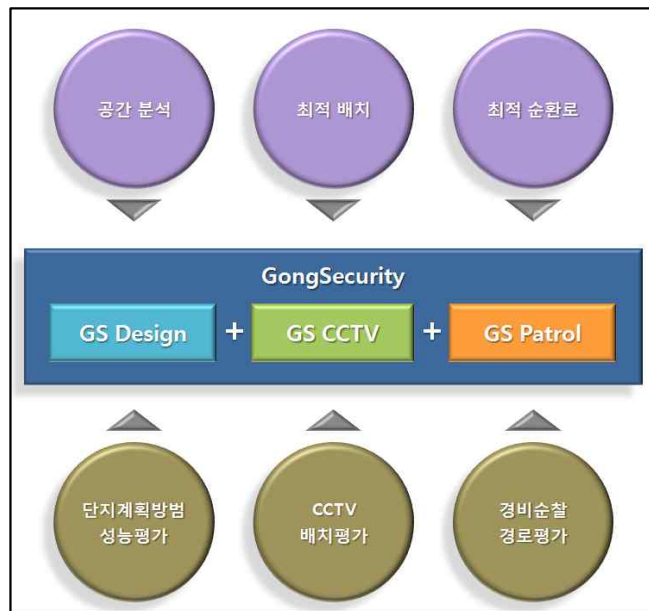 공간 분석
최적 배치
최적 순환로
GongSecurity
GS Design + GS CCTV + GS Patrol
단지계획방범
성능평가
CCTV
배치평가
경비순찰
경로평가